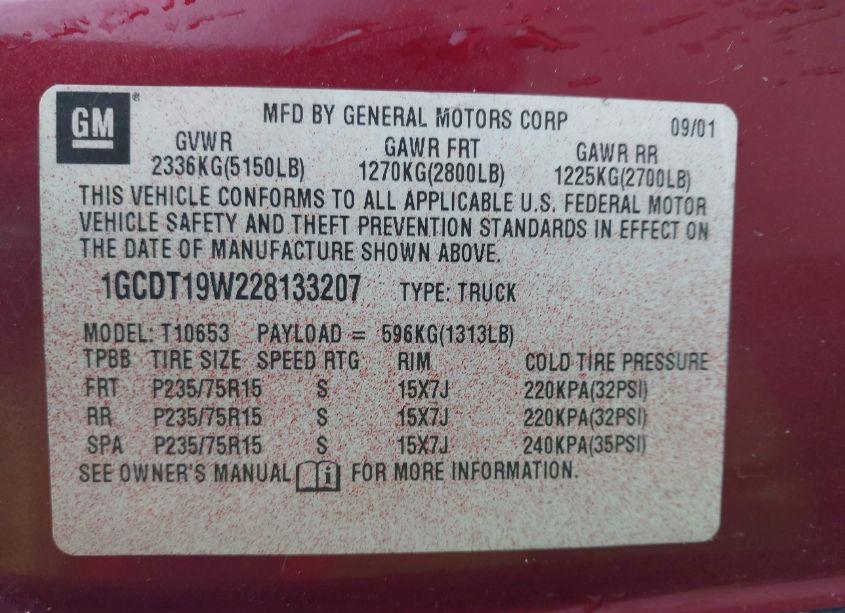 GM®
MFD BY GENERAL MOTORS CORP 09/01
GVWR GAWR FRT GAWR RR
2336KG(5150LB) 1270KG(2800LB) 1225KG(2700LB)
THIS VEHICLE CONFORMS TO ALL APPLICABLE U.S. FEDERAL MOTOR
VEHICLE SAFETY AND THEFT PREVENTION STANDARDS IN EFFECT ON
THE DATE OF MANUFACTURE SHOWN ABOVE.
1GCDT19W228133207 TYPE: TRUCK
MODEL: T10653 PAYLOAD = 596KG(1313LB)
TPBB TIRE SIZE SPEED RTG RIM COLD TIRE PRESSURE
FRT P235/75R15 S 15X7J 220KPA(32PSI)
RR P235/75R15 S 15X7J 220KPA(32PSI)
SPA P235/75R15 S 15X7J 240KPA(35PSI)
SEE OWNER'S MANUAL i FOR MORE INFORMATION.